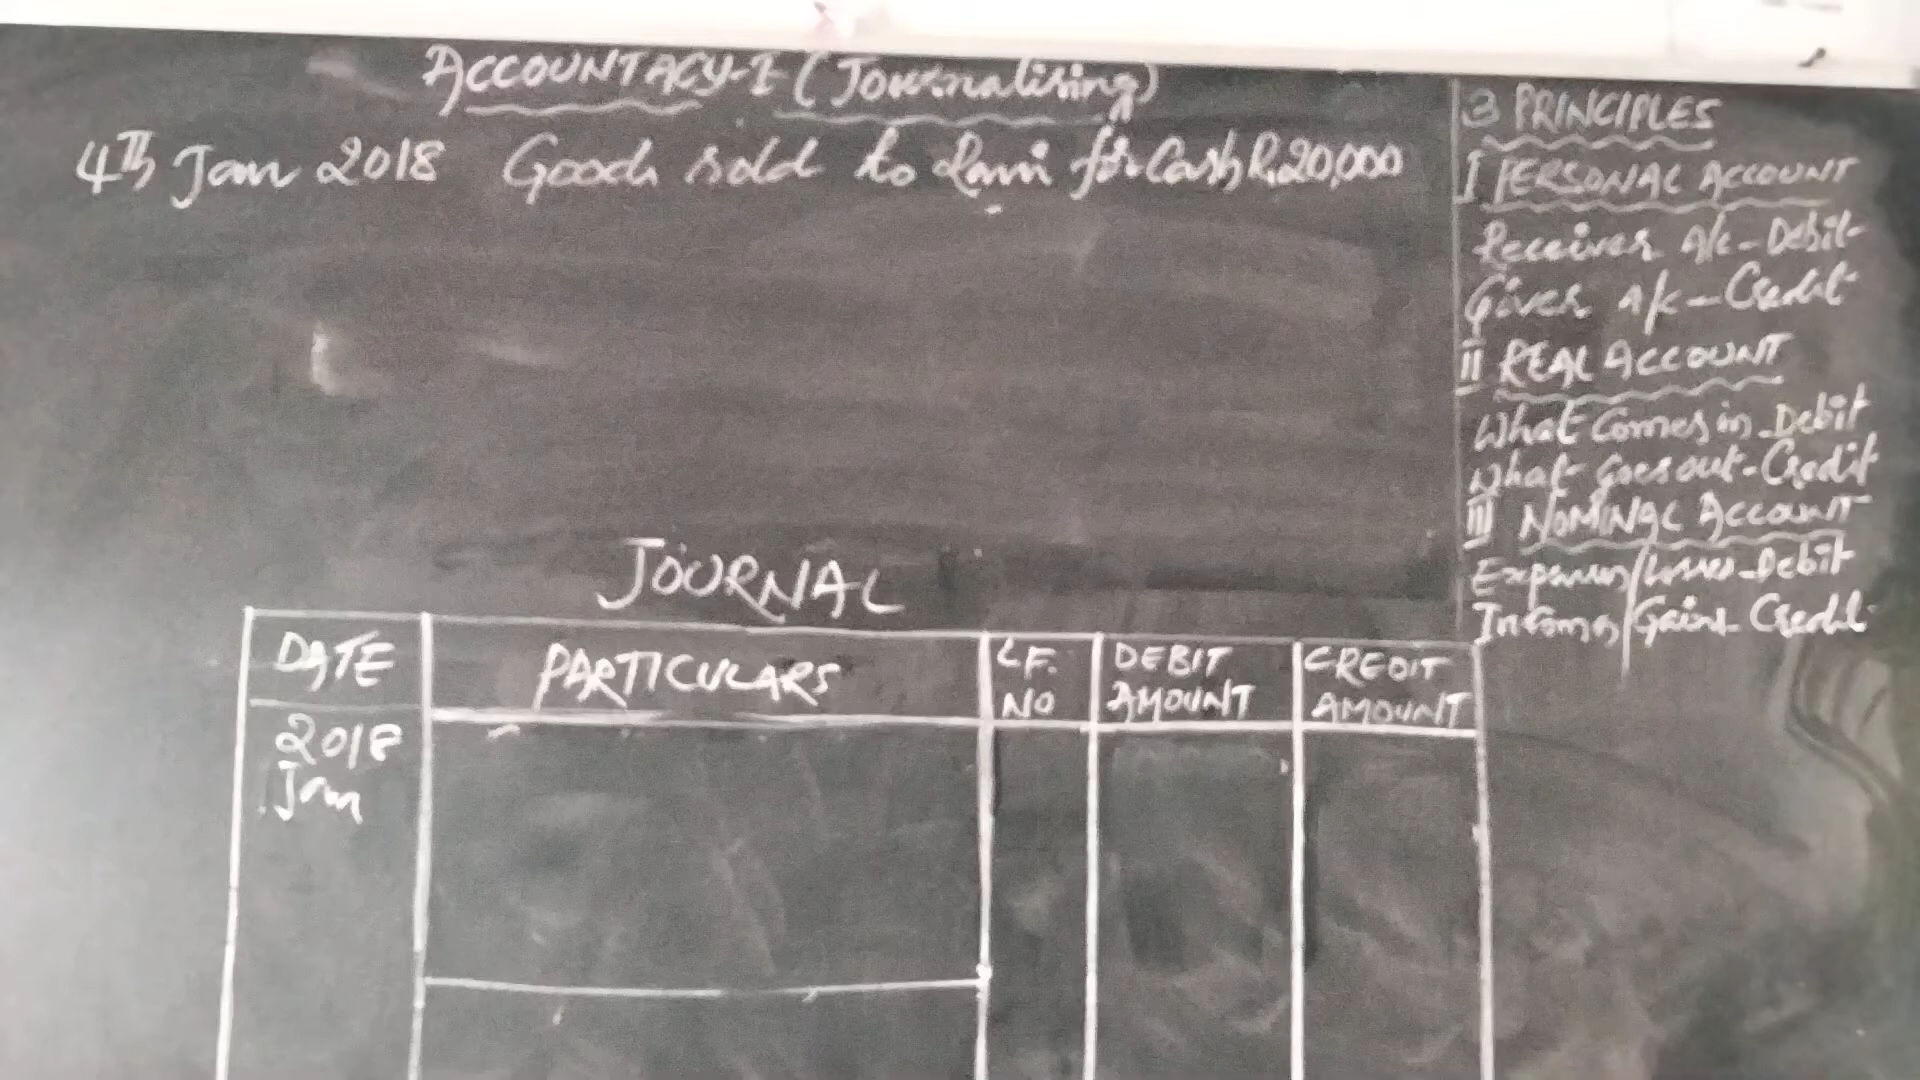 ACCOUNTACY-I (Journalising)
4th Jan 2018 Goods sold to Rani for Cash Rs.20,000
3 PRINCIPLES
I PERSONAL ACCOUNT
Receiver A/c - Debit
Giver A/c - Credit
II REAL ACCOUNT
What Comes in - Debit
What Goes out - Credit
III NOMINAL ACCOUNT
Expenses/Losses - Debit
Incomes/Gains - Credit
JOURNAL
DATE PARTICULARS L.F. NO DEBIT AMOUNT CREDIT AMOUNT
2018
Jan